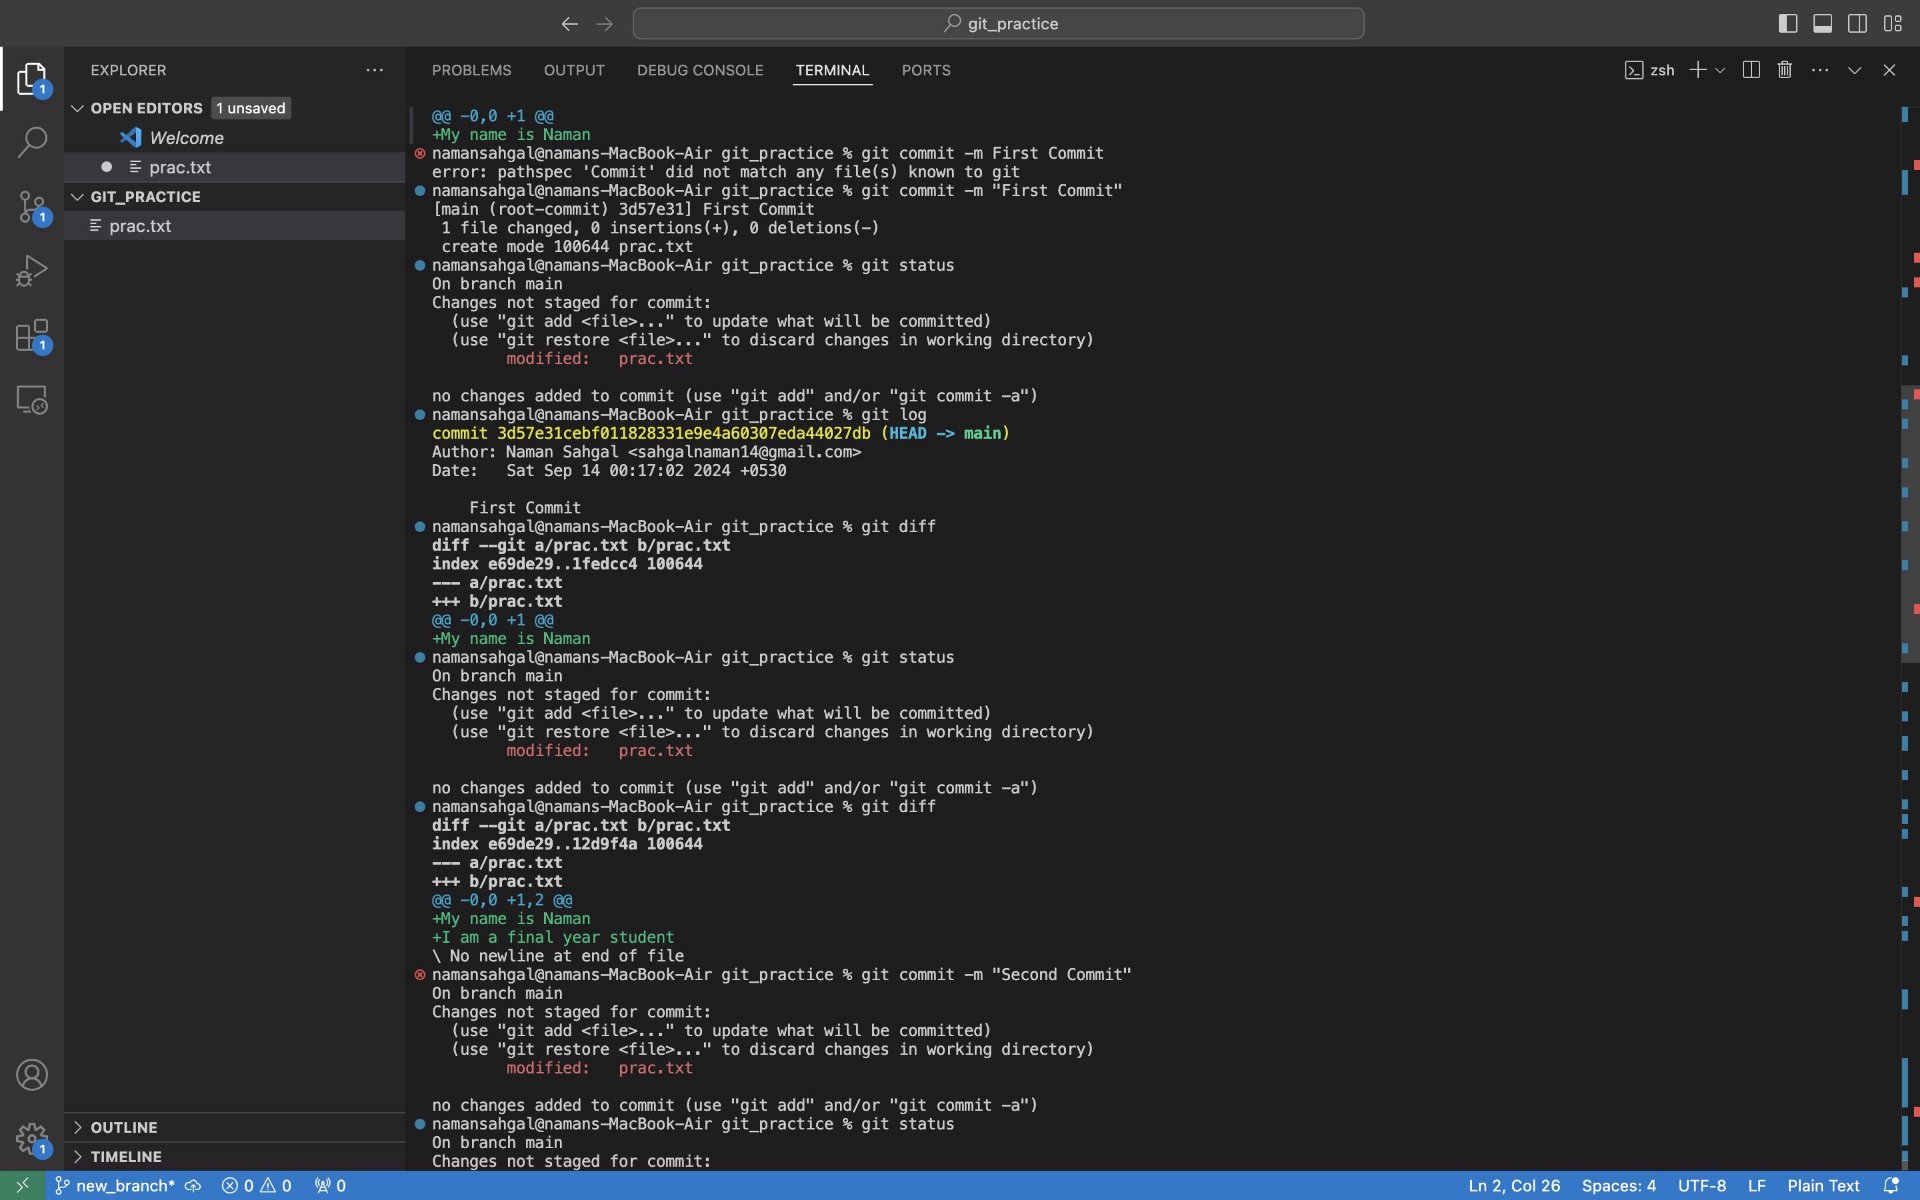 git_practice
EXPLORER
PROBLEMS OUTPUT DEBUG CONSOLE TERMINAL PORTS
zsh
1
OPEN EDITORS 1 unsaved
Welcome
prac.txt
GIT_PRACTICE
prac.txt
1
1
@@ -0,0 +1 @@
+My name is Naman
namansahgal@namans-MacBook-Air git_practice % git commit -m First Commit
error: pathspec 'Commit' did not match any file(s) known to git
namansahgal@namans-MacBook-Air git_practice % git commit -m "First Commit"
[main (root-commit) 3d57e31] First Commit
1 file changed, 0 insertions(+), 0 deletions(-)
create mode 100644 prac.txt
namansahgal@namans-MacBook-Air git_practice % git status
On branch main
Changes not staged for commit:
(use "git add <file>..." to update what will be committed)
(use "git restore <file>..." to discard changes in working directory)
modified: prac.txt
no changes added to commit (use "git add" and/or "git commit -a")
namansahgal@namans-MacBook-Air git_practice % git log
commit 3d57e31cebf011828331e9e4a60307eda44027db (HEAD -> main)
Author: Naman Sahgal <sahgalnaman14@gmail.com>
Date: Sat Sep 14 00:17:02 2024 +0530
First Commit
namansahgal@namans-MacBook-Air git_practice % git diff
diff --git a/prac.txt b/prac.txt
index e69de29..1fedcc4 100644
--- a/prac.txt
+++ b/prac.txt
@@ -0,0 +1 @@
+My name is Naman
namansahgal@namans-MacBook-Air git_practice % git status
On branch main
Changes not staged for commit:
(use "git add <file>..." to update what will be committed)
(use "git restore <file>..." to discard changes in working directory)
modified: prac.txt
no changes added to commit (use "git add" and/or "git commit -a")
namansahgal@namans-MacBook-Air git_practice % git diff
diff --git a/prac.txt b/prac.txt
index e69de29..12d9f4a 100644
--- a/prac.txt
+++ b/prac.txt
@@ -0,0 +1,2 @@
+My name is Naman
+I am a final year student
\ No newline at end of file
namansahgal@namans-MacBook-Air git_practice % git commit -m "Second Commit"
On branch main
Changes not staged for commit:
(use "git add <file>..." to update what will be committed)
(use "git restore <file>..." to discard changes in working directory)
modified: prac.txt
no changes added to commit (use "git add" and/or "git commit -a")
namansahgal@namans-MacBook-Air git_practice % git status
On branch main
Changes not staged for commit:
OUTLINE
1
TIMELINE
new_branch* 0 0 0
Ln 2, Col 26 Spaces: 4 UTF-8 LF Plain Text